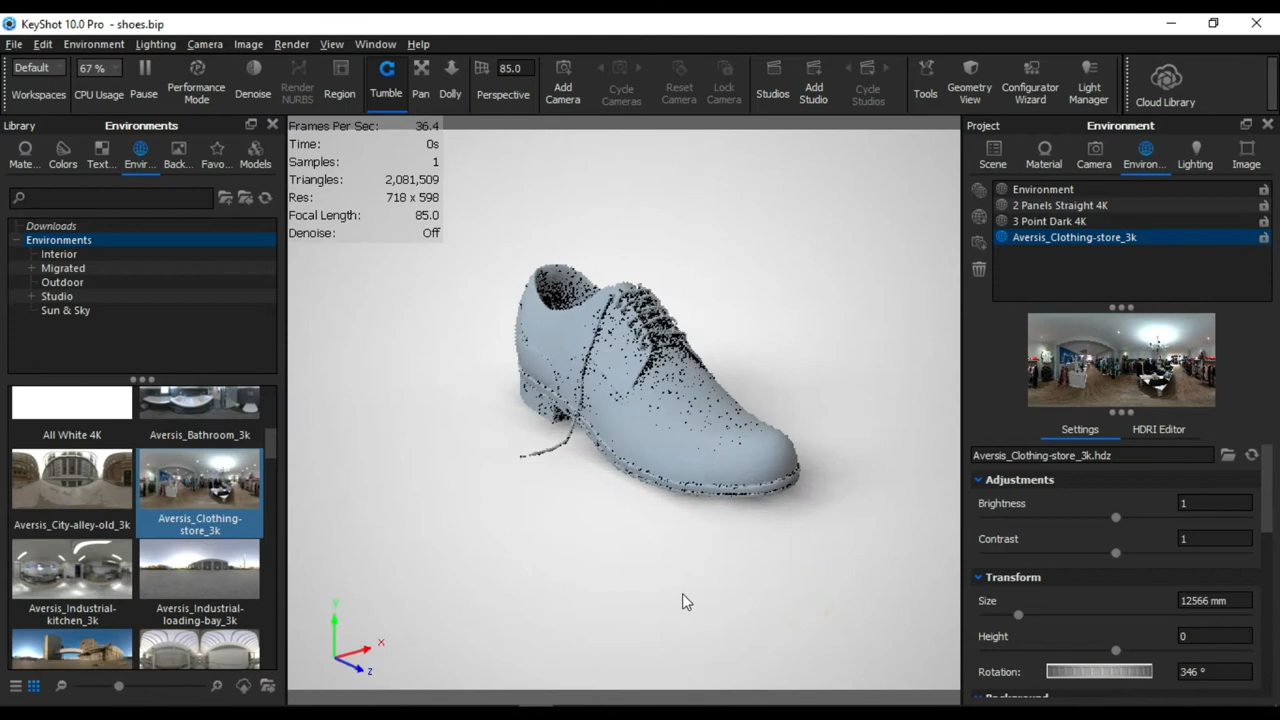 KeyShot 10.0 Pro - shoes.bip
File Edit Environment Lighting Camera Image Render View Window Help
Default 67 % 85.0
Workspaces CPU Usage Pause Performance Mode Denoise Render NURBS Region Tumble Pan Dolly Perspective Add Camera Cycle Cameras Reset Camera Lock Camera Studios Add Studio Cycle Studios Tools Geometry View Configurator Wizard Light Manager Cloud Library
Library Environments
Mate... Colors Text... Envir... Back... Favo... Models
Downloads
Environments
Interior
Migrated
Outdoor
Studio
Sun & Sky
All White 4K Aversis_Bathroom_3k
Aversis_City-alley-old_3k Aversis_Clothing-
store_3k
Aversis_Industrial- Aversis_Industrial-
kitchen_3k loading-bay_3k
Frames Per Sec: 36.4
Time: 0s
Samples: 1
Triangles: 2,081,509
Res: 718 x 598
Focal Length: 85.0
Denoise: Off
Y
X
Z
Project Environment
Scene Material Camera Environ... Lighting Image
Environment
2 Panels Straight 4K
3 Point Dark 4K
Aversis_Clothing-store_3k
Settings HDRI Editor
Aversis_Clothing-store_3k.hdz
Adjustments
Brightness 1
Contrast 1
Transform
Size 12566 mm
Height 0
Rotation: 346 °
Background